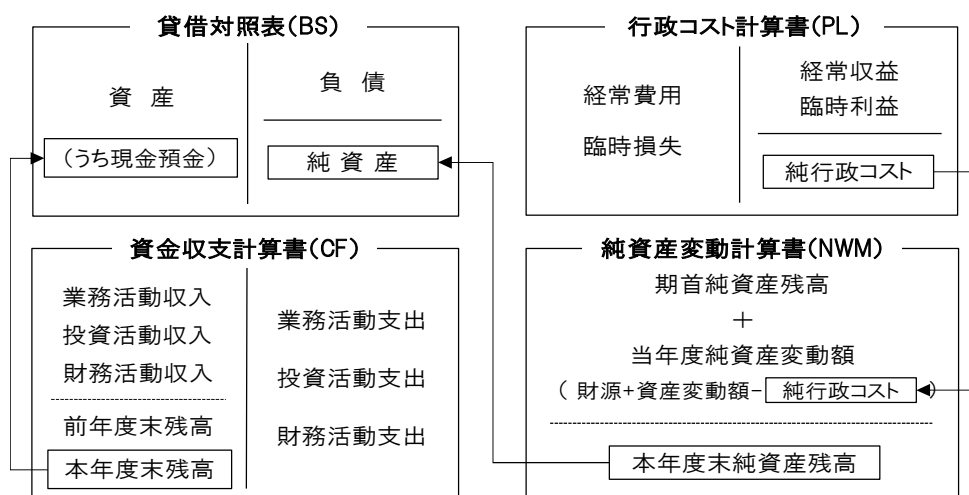 貸借対照表(BS)
資 産
(うち現金預金)
負 債
純 資 産
行政コスト計算書(PL)
経常費用
臨時損失
経常収益
臨時利益
純行政コスト
資金収支計算書(CF)
業務活動収入
投資活動収入
財務活動収入
前年度末残高
本年度末残高
業務活動支出
投資活動支出
財務活動支出
純資産変動計算書(NWM)
期首純資産残高
+
当年度純資産変動額
( 財源+資産変動額-純行政コスト )
本年度末純資産残高